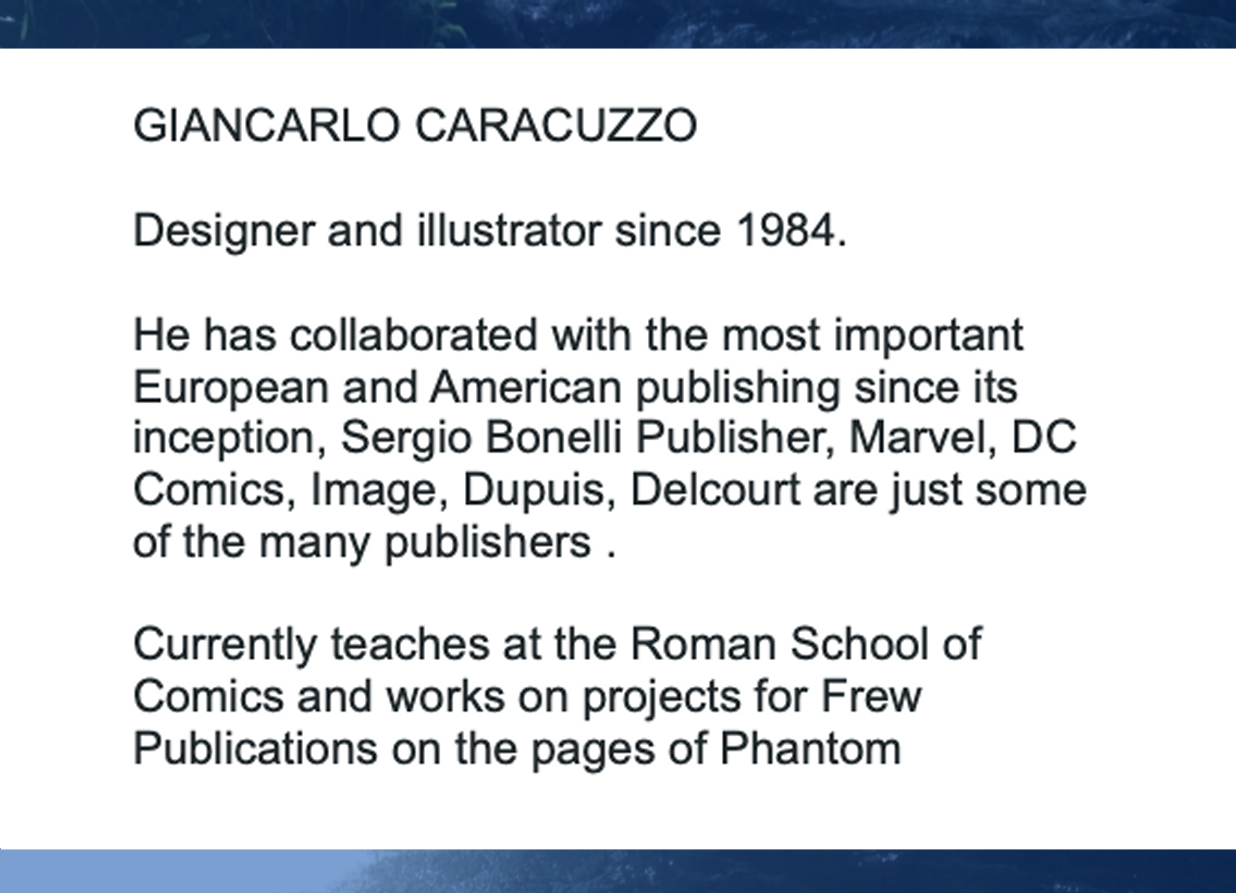 GIANCARLO CARACUZZO
Designer and illustrator since 1984.
He has collaborated with the most important
European and American publishing since its
inception, Sergio Bonelli Publisher, Marvel, DC
Comics, Image, Dupuis, Delcourt are just some
of the many publishers .
Currently teaches at the Roman School of
Comics and works on projects for Frew
Publications on the pages of Phantom